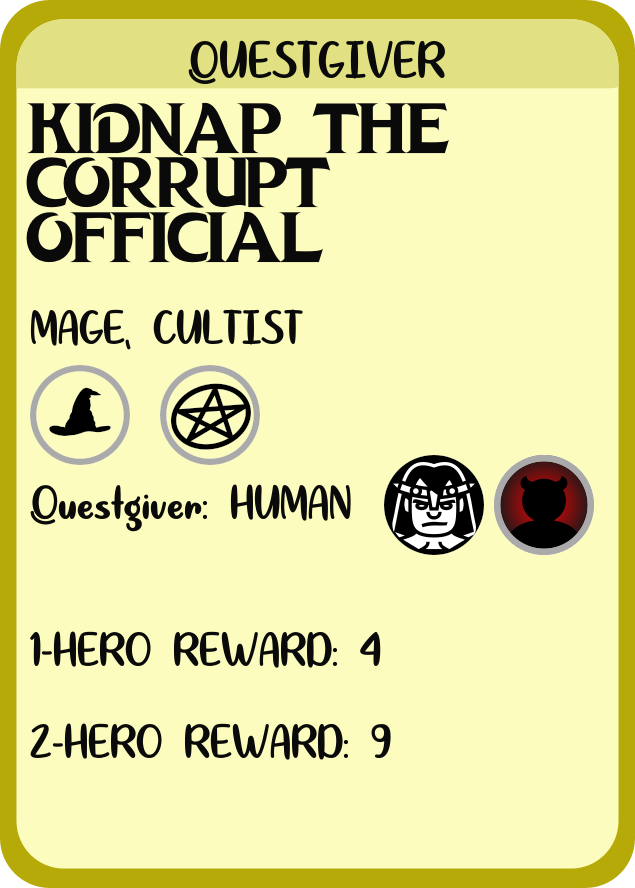 QUESTGIVER
KIDNAP THE
CORRUPT
OFFICIAL
MAGE, CULTIST
Questgiver: HUMAN
1-HERO REWARD: 4
2-HERO REWARD: 9